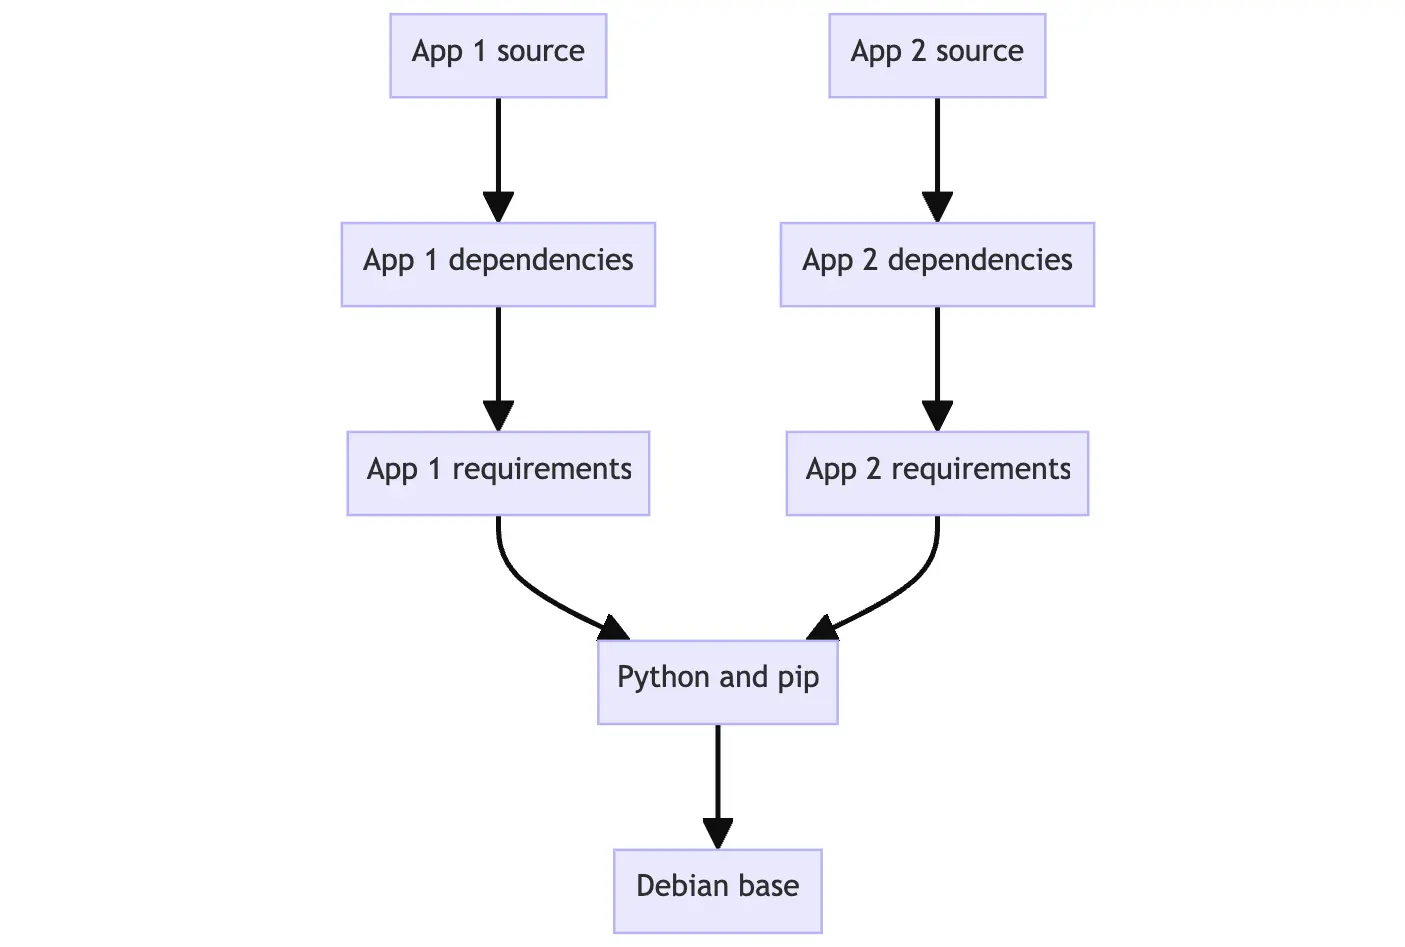 App 1 source
App 2 source
App 1 dependencies
App 2 dependencies
App 1 requirements
App 2 requirements
Python and pip
Debian base